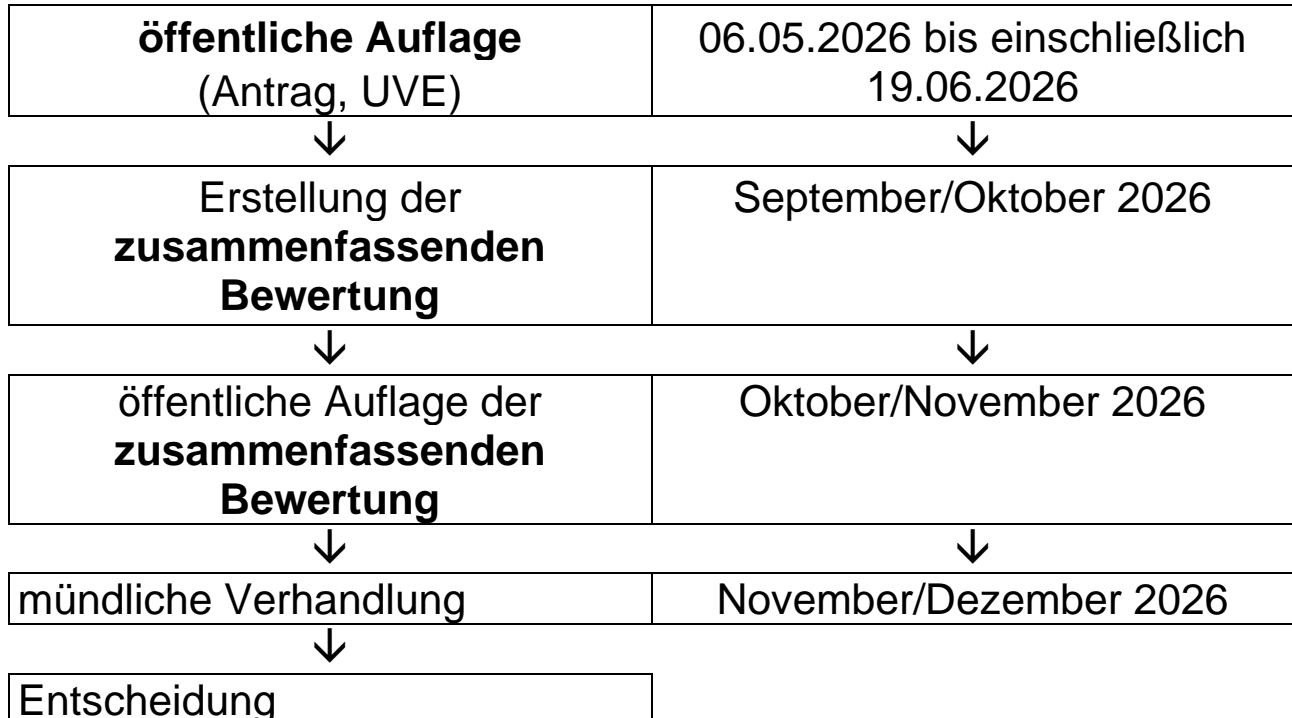 öffentliche Auflage
(Antrag, UVE)
06.05.2026 bis einschließlich
19.06.2026
↓
↓
Erstellung der
zusammenfassenden
Bewertung
September/Oktober 2026
↓
↓
öffentliche Auflage der
zusammenfassenden
Bewertung
Oktober/November 2026
↓
↓
mündliche Verhandlung
November/Dezember 2026
↓
Entscheidung